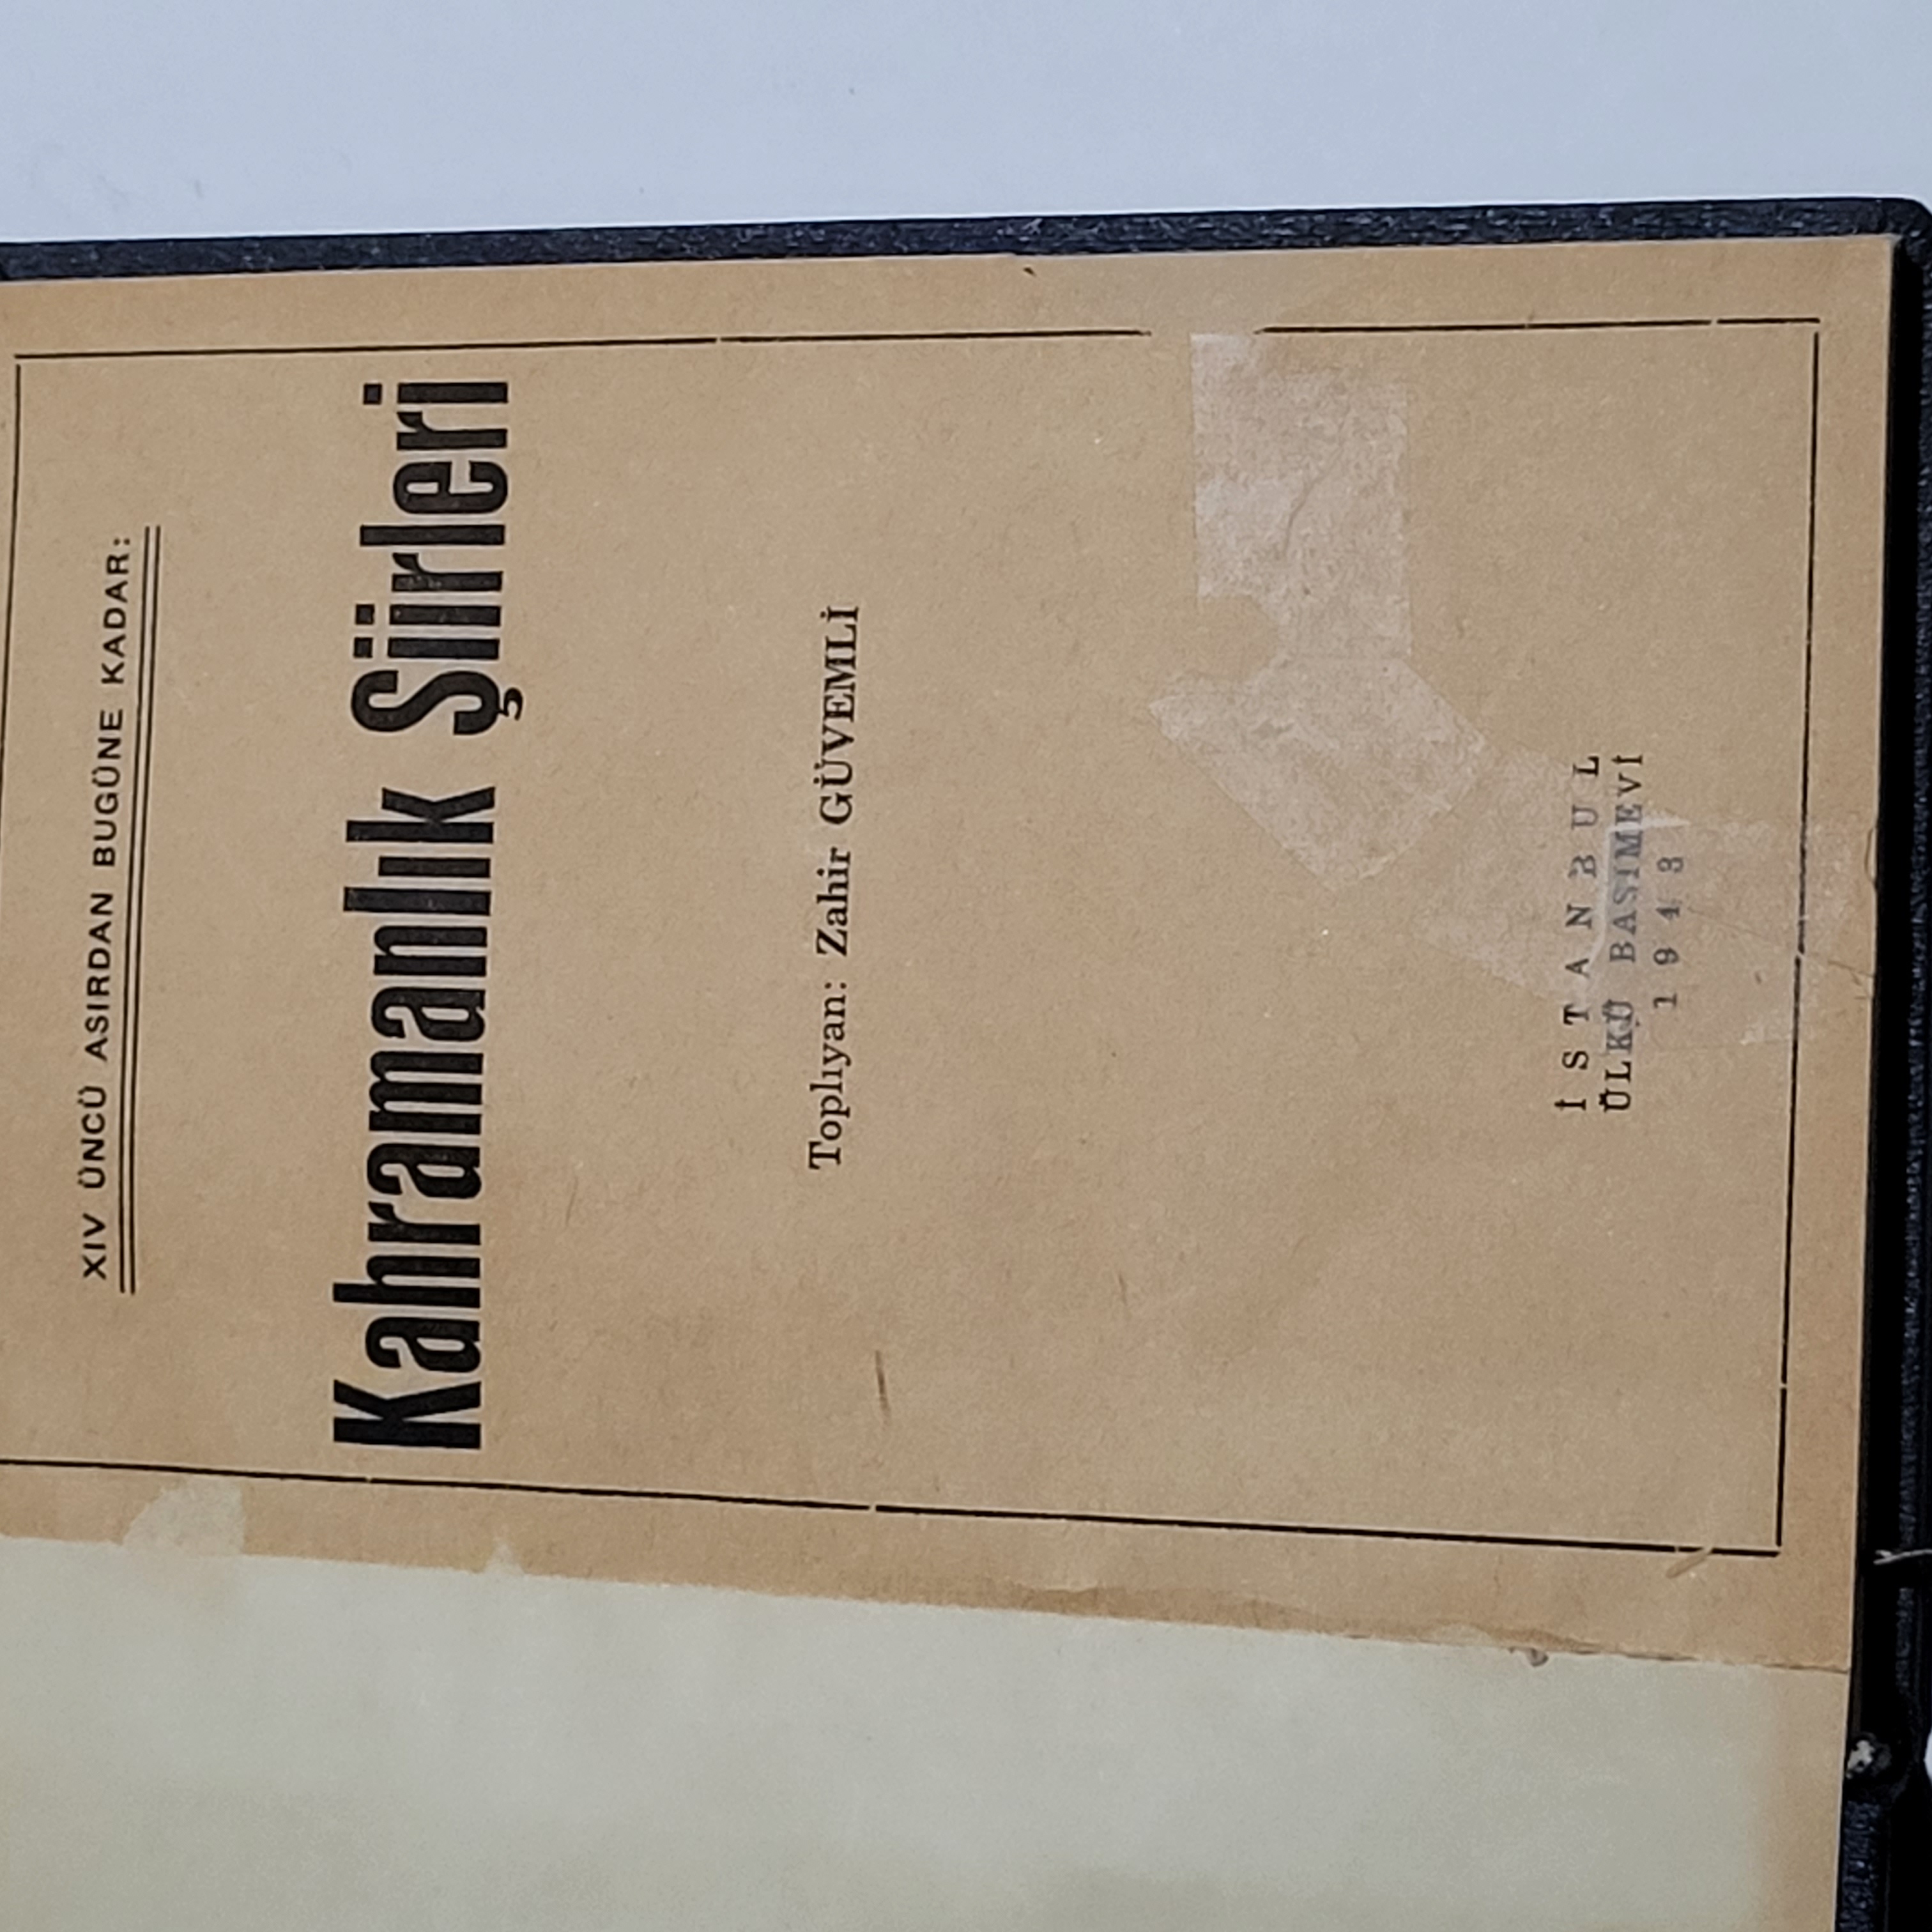 XIV ÜNCÜ ASIRDAN BUGÜNE KADAR:
Kahramanlık Şiirleri
Toplıyan: Zahir GÜVEMLİ
İSTANBUL
ÜLKÜ BASIMEVİ
1943